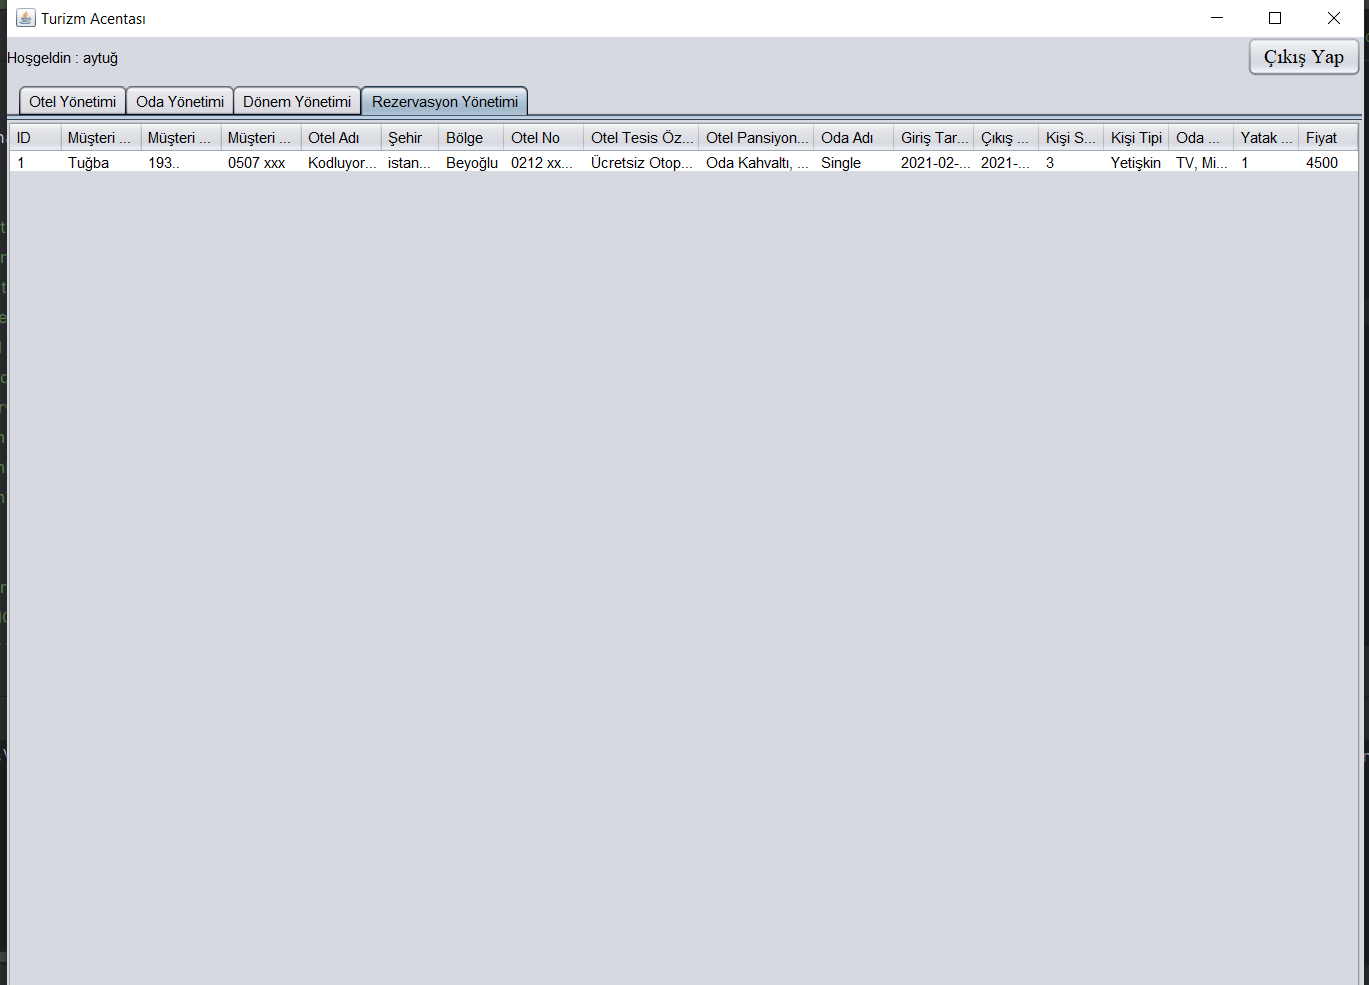 Turizm Acentası
Hoşgeldin : aytuğ
Çıkış Yap
Otel Yönetimi Oda Yönetimi Dönem Yönetimi Rezervasyon Yönetimi
ID Müşteri ... Müşteri ... Müşteri ... Otel Adı Şehir Bölge Otel No Otel Tesis Öz... Otel Pansiyon... Oda Adı Giriş Tar... Çıkış ... Kişi S... Kişi Tipi Oda ... Yatak ... Fiyat
1 Tuğba 193.. 0507 xxx Kodluyor... istan... Beyoğlu 0212 xx... Ücretsiz Otop... Oda Kahvaltı, ... Single 2021-02-... 2021-... 3 Yetişkin TV, Mi... 1 4500